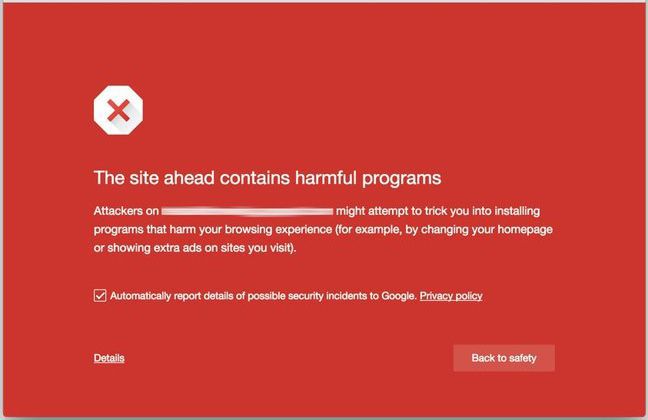 The site ahead contains harmful programs
Attackers on might attempt to trick you into installing
programs that harm your browsing experience (for example, by changing your homepage
or showing extra ads on sites you visit).
Automatically report details of possible security incidents to Google. Privacy policy
Details
Back to safety